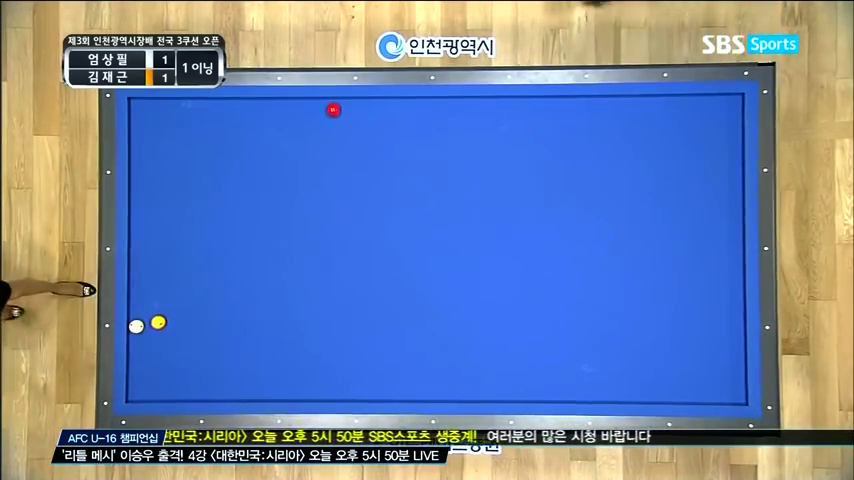 제3회 인천광역시장배 전국 3쿠션 오픈
엄상필 1
김재근 1
1 이닝
인천광역시
SBS Sports
AFC U-16 챔피언십
한민국:시리아> 오늘 오후 5시 50분 SBS스포츠 생중계! 여러분의 많은 시청 바랍니다
'리틀 메시' 이승우 출격! 4강 <대한민국:시리아> 오늘 오후 5시 50분 LIVE